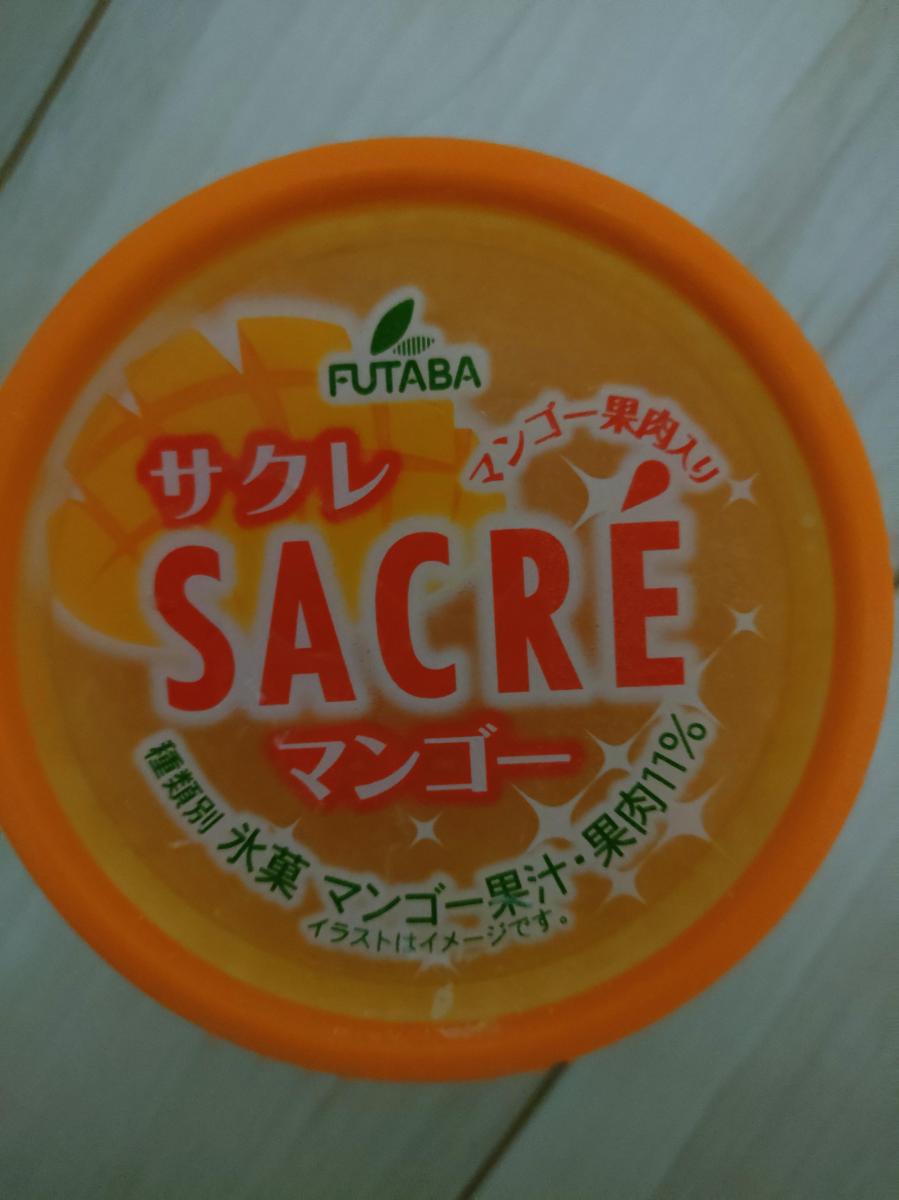 FUTABA
マンゴー果肉入り
サクレ
SACRÉ
マンゴー
種類別 氷菓 マンゴー果汁・果肉11%
イラストはイメージです。